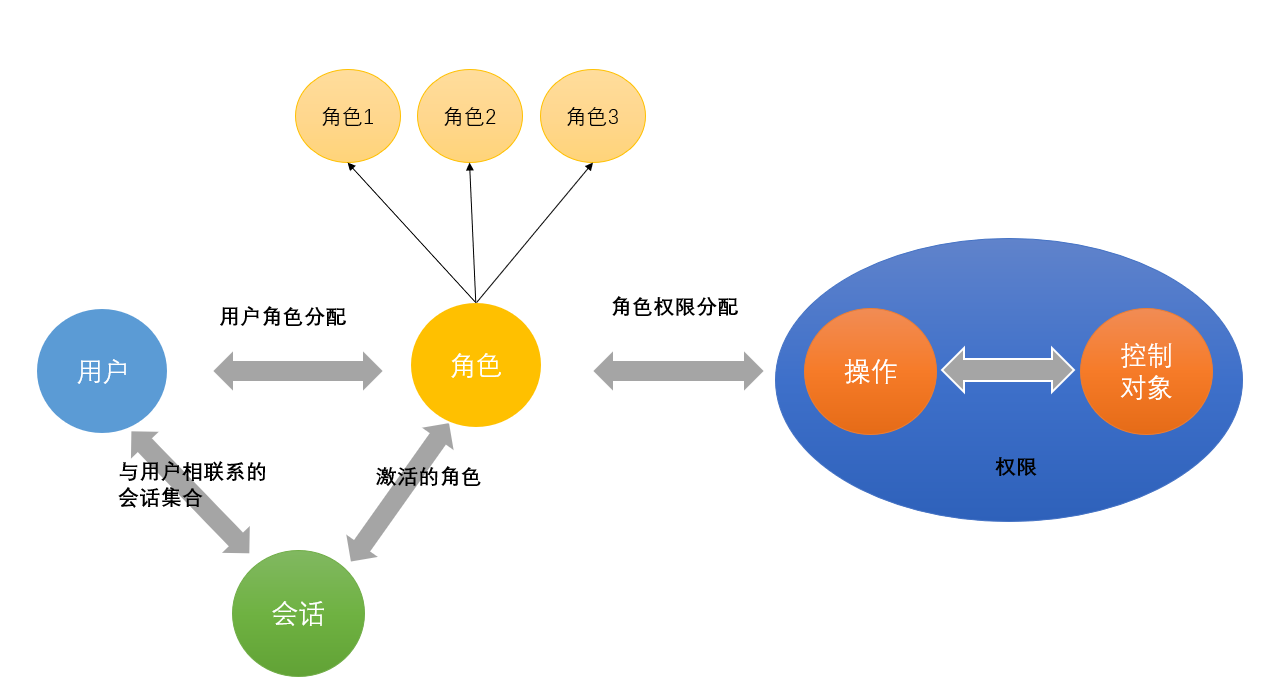 角色1
角色2
角色3
用户角色分配
角色权限分配
用户
角色
操作
控制
对象
权限
与用户相联系的
会话集合
激活的角色
会话